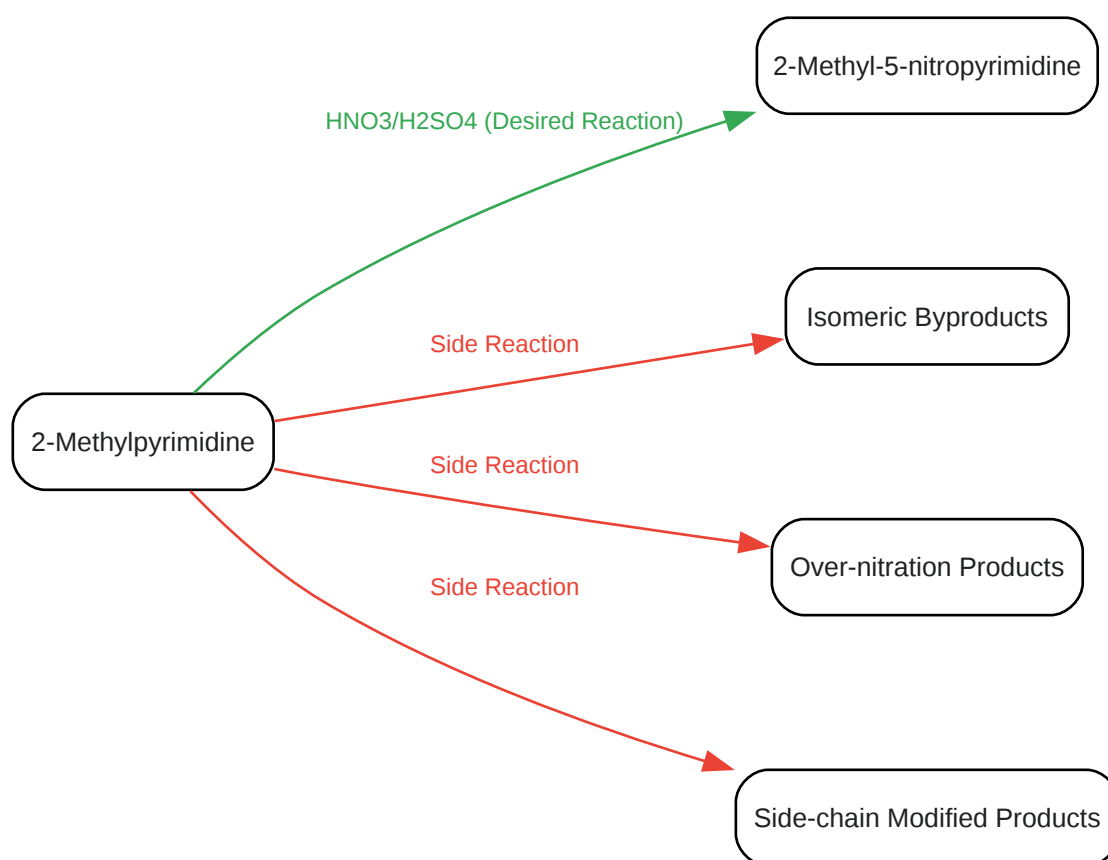 2-Methyl-5-nitropyrimidine
HNO3/H2SO4 (Desired Reaction)
Isomeric Byproducts
Side Reaction
2-Methylpyrimidine
Side Reaction
Over-nitration Products
Side Reaction
Side-chain Modified Products